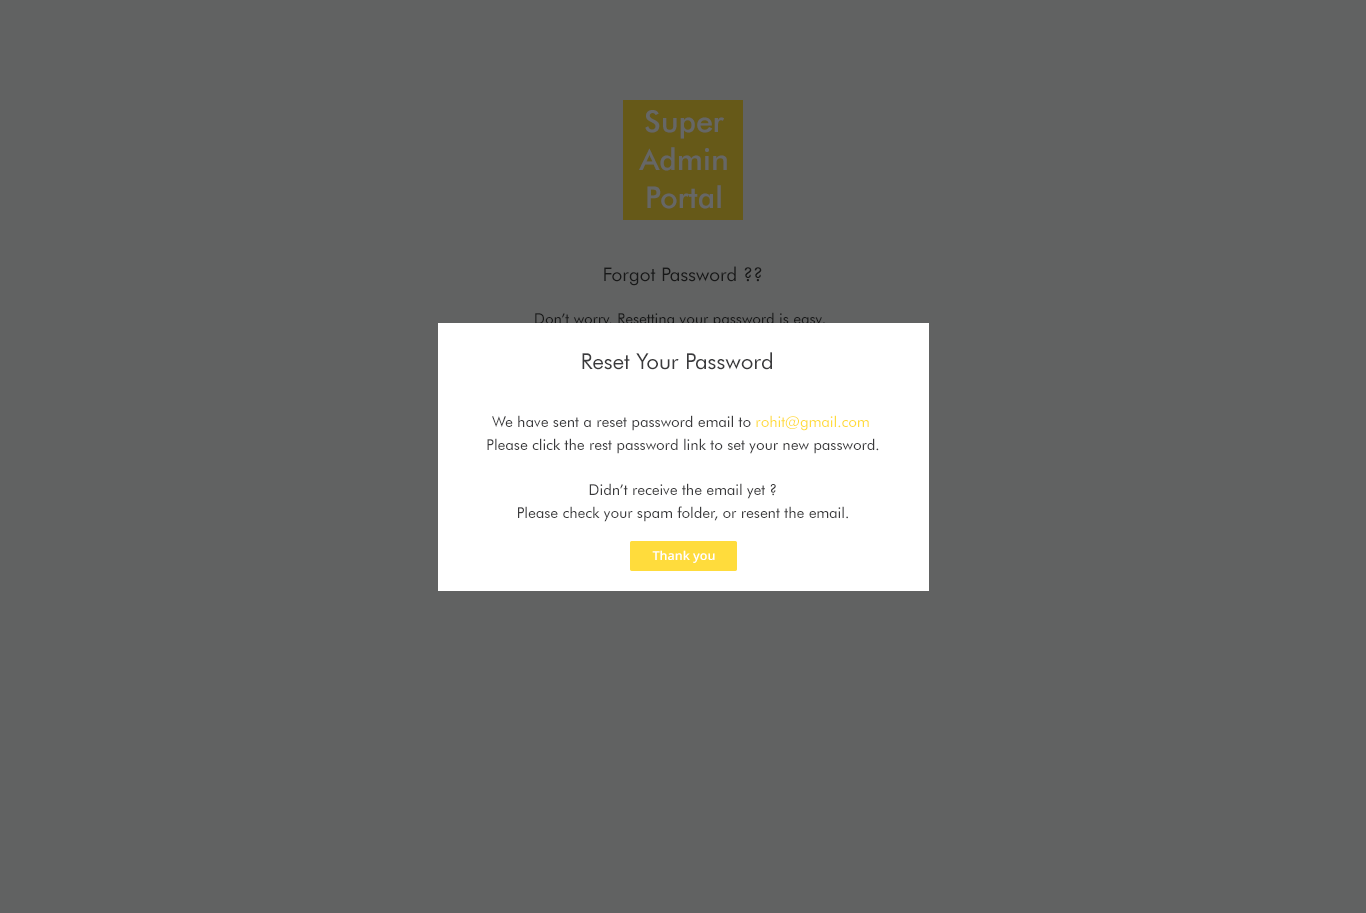 Super
Admin
Portal
Forgot Password ??
Don’t worry. Resetting your password is easy.
Reset Your Password
We have sent a reset password email to rohit@gmail.com
Please click the rest password link to set your new password.
Didn’t receive the email yet ?
Please check your spam folder, or resent the email.
Thank you